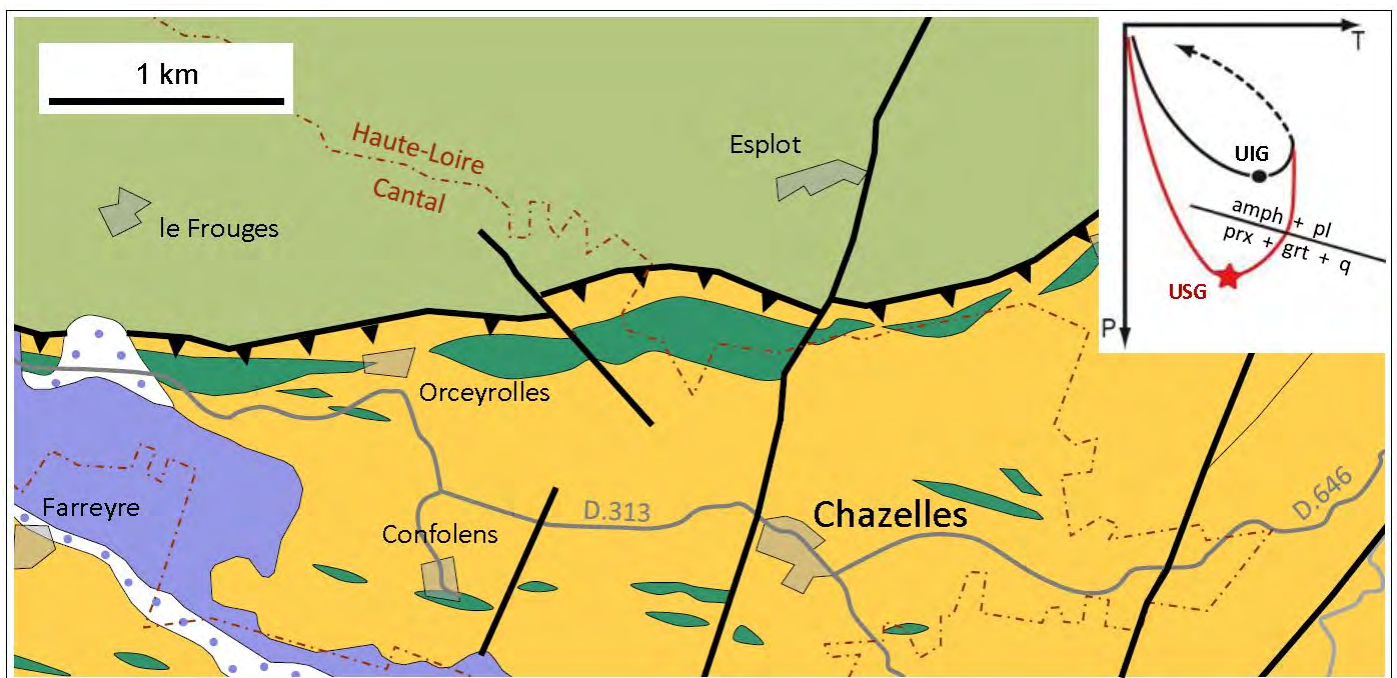 1 km
Haute-Loire
Cantal
Esplot
le Frouges
Orceyrolles
Farreyre
Confolens
D.313
Chazelles
D.646
T
UIG
amph + pl
prx + grt + q
USG
P